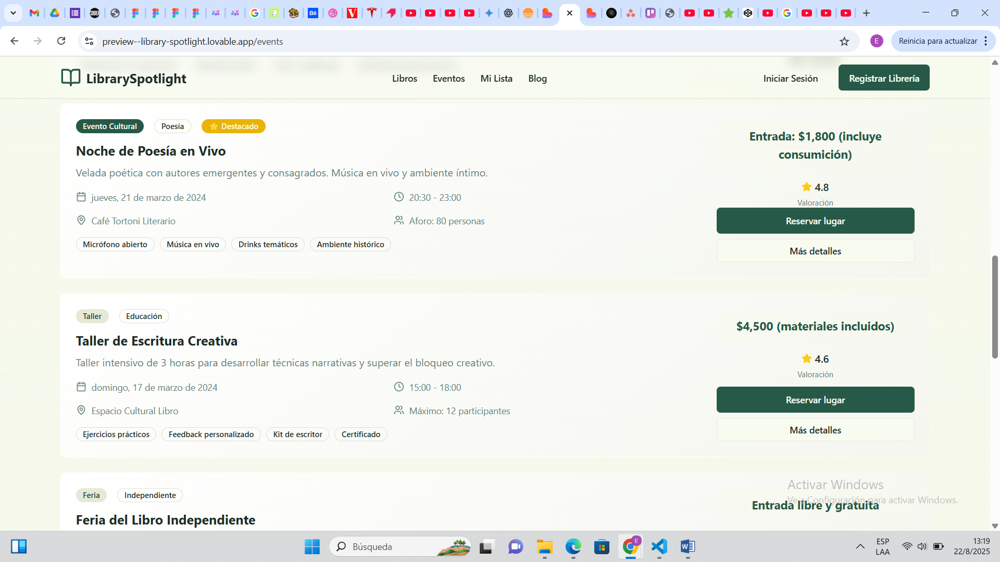 Bē
preview--library-spotlight.lovable.app/events
E
Reinicia para actualizar
LibrarySpotlight
Libros
Eventos
Mi Lista
Blog
Iniciar Sesión
Registrar Librería
Evento Cultural
Poesía
Destacado
Noche de Poesía en Vivo
Velada poética con autores emergentes y consagrados. Música en vivo y ambiente íntimo.
jueves, 21 de marzo de 2024
20:30 - 23:00
Café Tortoni Literario
Aforo: 80 personas
Micrófono abierto
Música en vivo
Drinks temáticos
Ambiente histórico
Entrada: $1,800 (incluye
consumición)
4.8
Valoración
Reservar lugar
Más detalles
Taller
Educación
Taller de Escritura Creativa
Taller intensivo de 3 horas para desarrollar técnicas narrativas y superar el bloqueo creativo.
domingo, 17 de marzo de 2024
15:00 - 18:00
Espacio Cultural Libro
Máximo: 12 participantes
Ejercicios prácticos
Feedback personalizado
Kit de escritor
Certificado
$4,500 (materiales incluidos)
4.6
Valoración
Reservar lugar
Más detalles
Feria
Independiente
Feria del Libro Independiente
Entrada libre y gratuita
Activar Windows
Ve a Configuración para activar Windows.
Búsqueda
E
ESP
LAA
13:19
22/8/2025